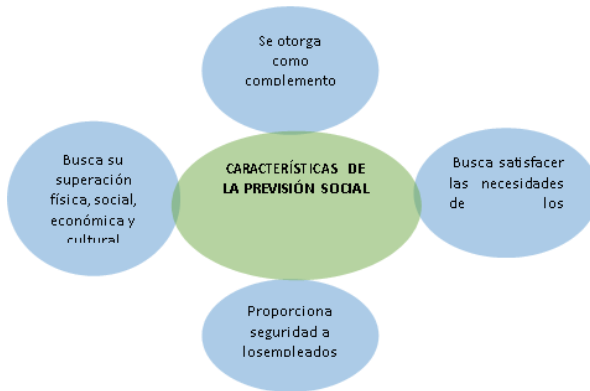 Se otorga
como
complemento
Busca su
superación
física, social,
económica y
cultural
CARACTERÍSTICAS DE
LA PREVISIÓN SOCIAL
Busca satisfacer
las necesidades
de los
Proporciona
seguridad a
losempleados